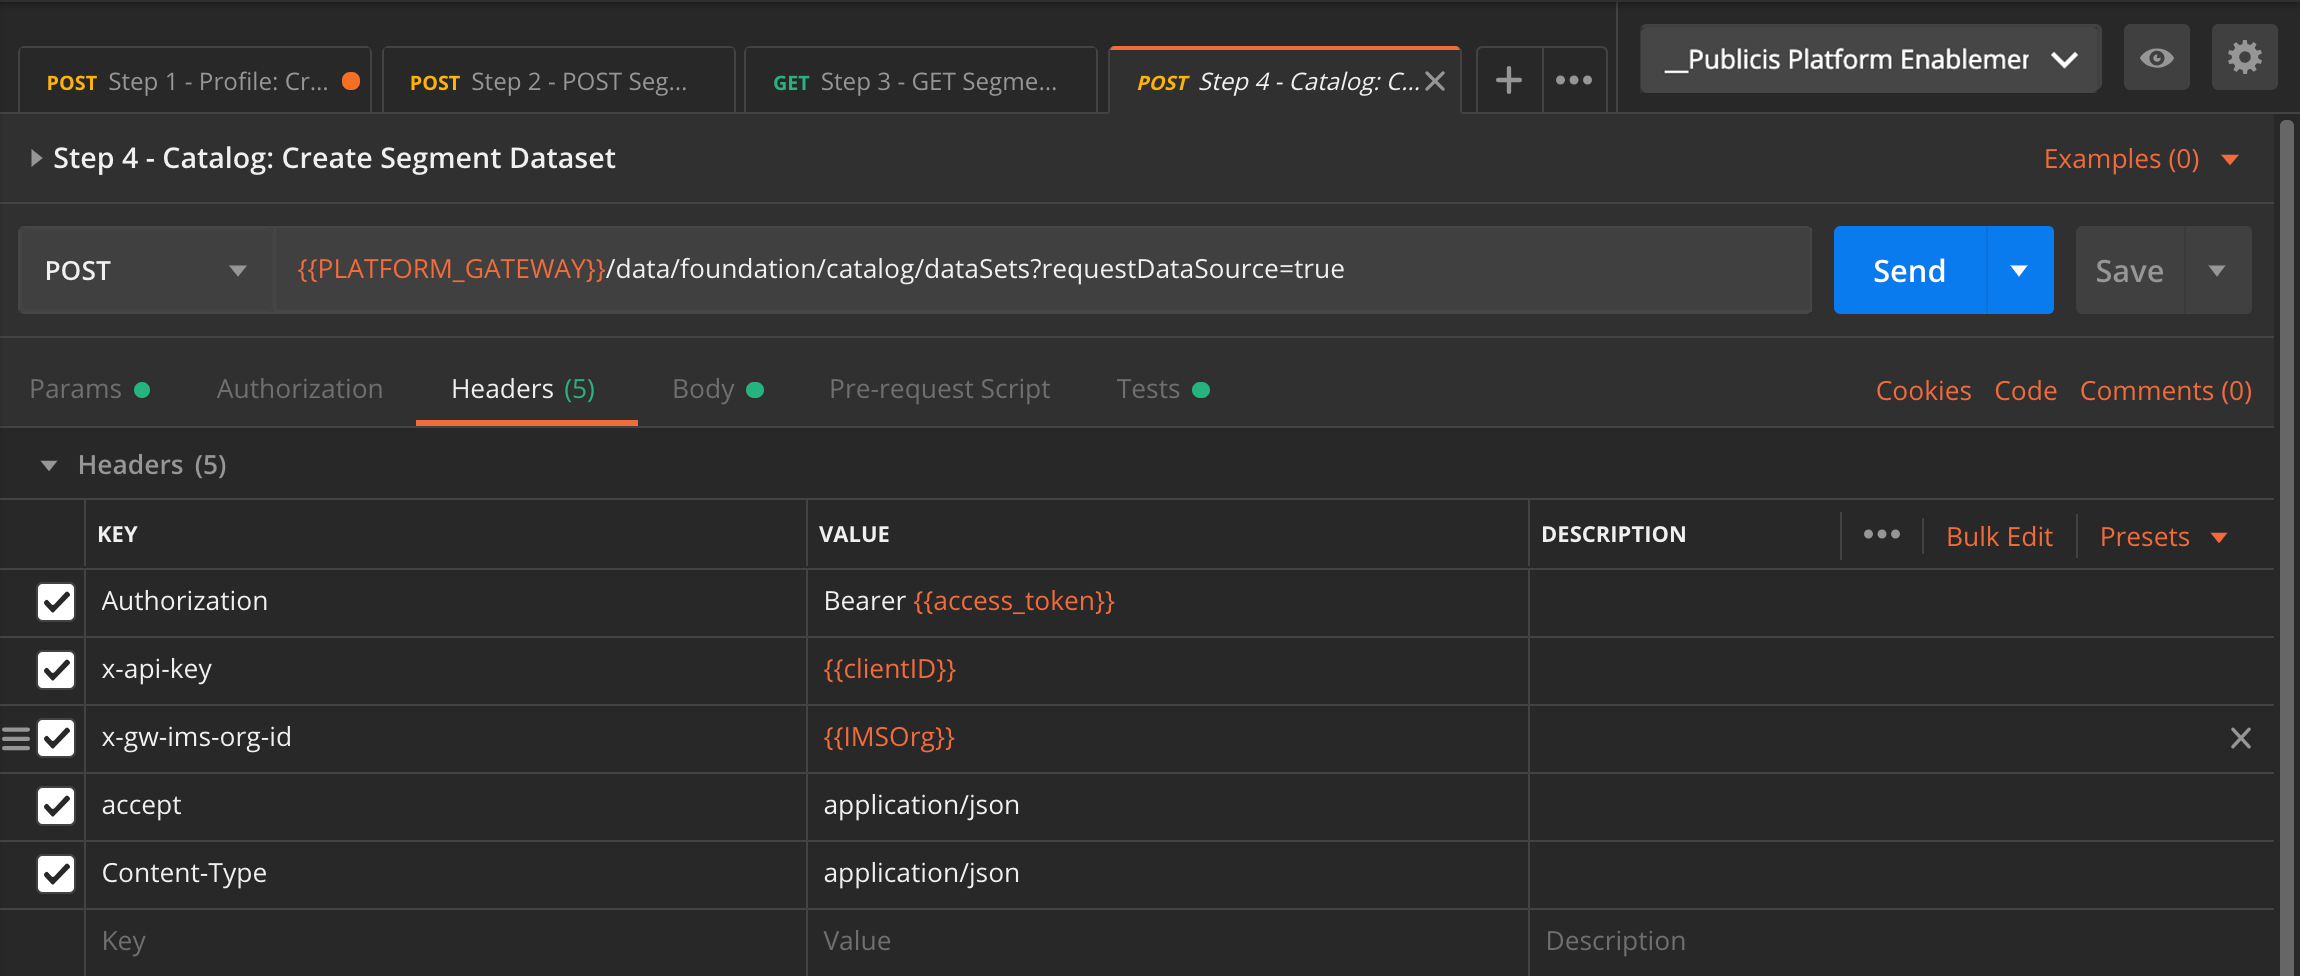 POST Step 1 - Profile: Cr...
POST Step 2 - POST Seg...
GET Step 3 - GET Segme...
POST Step 4 - Catalog: C...
__Publicis Platform Enablemer
Step 4 - Catalog: Create Segment Dataset
Examples (0)
POST
{{PLATFORM_GATEWAY}}/data/foundation/catalog/dataSets?requestDataSource=true
Send
Save
Params
Authorization
Headers (5)
Body
Pre-request Script
Tests
Cookies
Code
Comments (0)
Headers (5)
KEY
VALUE
DESCRIPTION
Bulk Edit
Presets
Authorization
Bearer {{access_token}}
x-api-key
{{clientID}}
x-gw-ims-org-id
{{IMSOrg}}
accept
application/json
Content-Type
application/json
Key
Value
Description